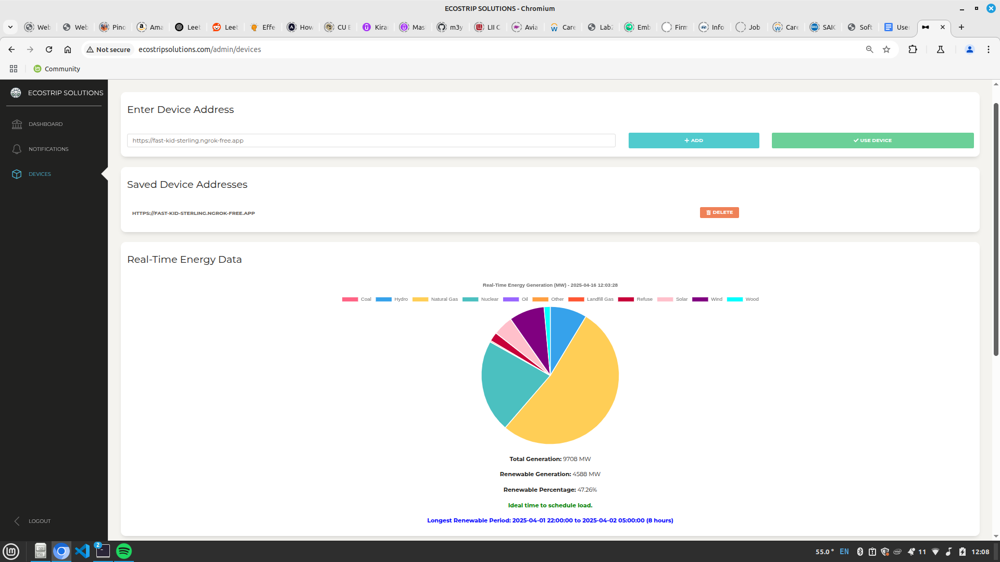 ECOSTRIP SOLUTIONS - Chromium
Web
Web
Pino
Ama
Leet
Leet
Effe
How
CU E
Kira
Mas
m3y
LII C
Avia
Care
Lab2
Emb
Firm
Info
Job
Care
SAIC
Soft
Use
Not secure
ecostripsolutions.com/admin/devices
Community
ECOSTRIP SOLUTIONS
DASHBOARD
NOTIFICATIONS
DEVICES
LOGOUT
Enter Device Address
https://fast-kid-sterling.ngrok-free.app
ADD
USE DEVICE
Saved Device Addresses
HTTPS://FAST-KID-STERLING.NGROK-FREE.APP
DELETE
Real-Time Energy Data
Real-Time Energy Generation (MW) - 2025-04-16 12:03:28
Coal Hydro Natural Gas Nuclear Oil Other Landfill Gas Refuse Solar Wind Wood
Total Generation: 9708 MW
Renewable Generation: 4588 MW
Renewable Percentage: 47.26%
Ideal time to schedule load.
Longest Renewable Period: 2025-04-01 22:00:00 to 2025-04-02 05:00:00 (8 hours)
2
55.0 °
EN
11
12:08